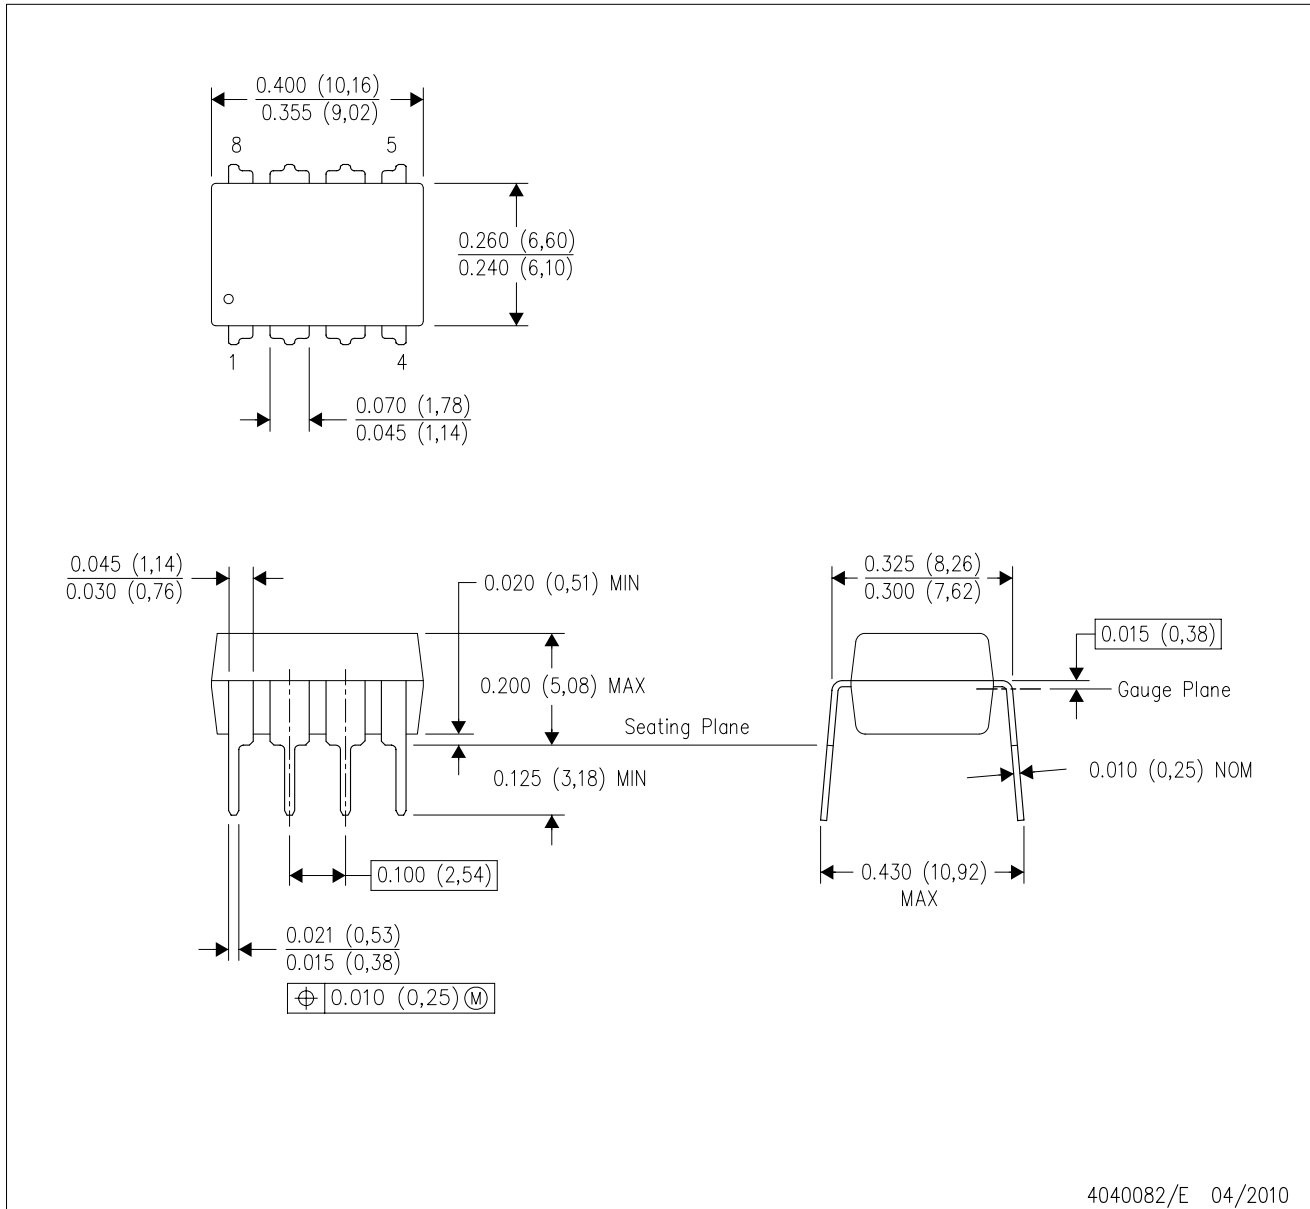 0.400 (10,16)
0.355 (9,02)
8
5
0.260 (6,60)
0.240 (6,10)
1
4
0.070 (1,78)
0.045 (1,14)
0.045 (1,14)
0.030 (0,76)
0.020 (0,51) MIN
0.200 (5,08) MAX
Seating Plane
0.125 (3,18) MIN
0.100 (2,54)
0.021 (0,53)
0.015 (0,38)
⌖ 0.010 (0,25) Ⓜ
0.325 (8,26)
0.300 (7,62)
0.015 (0,38)
Gauge Plane
0.010 (0,25) NOM
0.430 (10,92)
MAX
4040082/E 04/2010